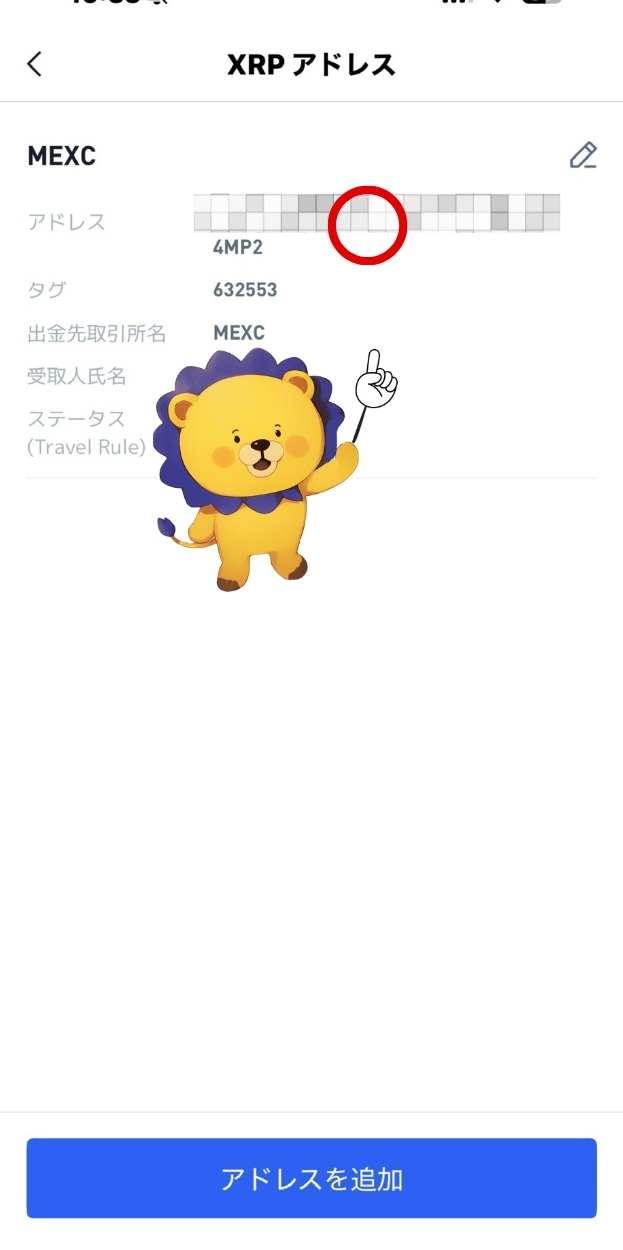 XRP アドレス
MEXC
アドレス
4MP2
タグ 632553
出金先取引所名 MEXC
受取人氏名
ステータス
(Travel Rule)
アドレスを追加